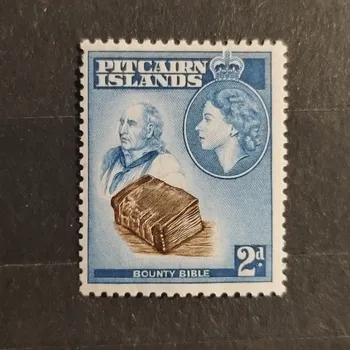 PITCAIRN
ISLANDS
BOUNTY BIBLE
2d.